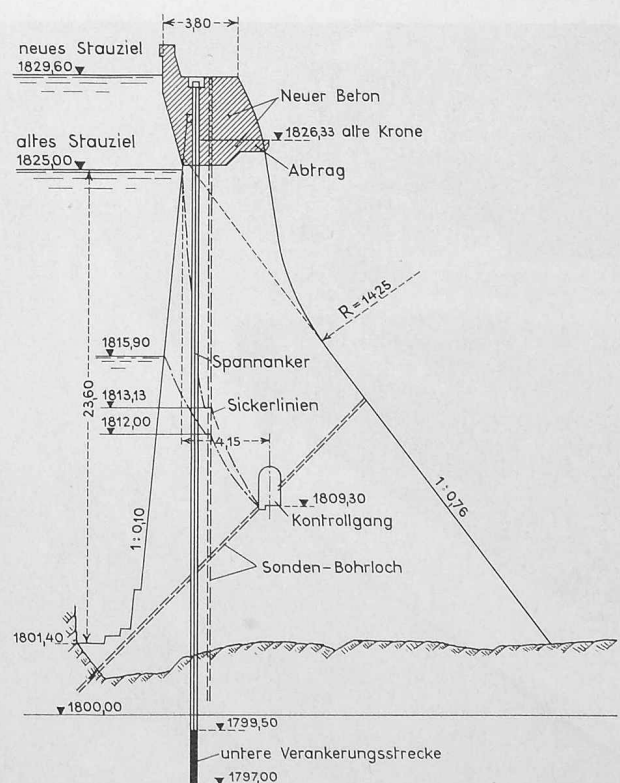 3,80
neues Stauziel
1829,60
Neuer Beton
1826,33 alte Krone
altes Stauziel
1825,00
Abtrag
R=14,25
1815,90
Spannanker
23,60
1813,13
Sickerlinien
1812,00
4,15
1:0,76
1809,30
Kontrollgang
1:0,10
Sonden-Bohrloch
1801,40
1800,00
1799,50
untere Verankerungsstrecke
1797,00